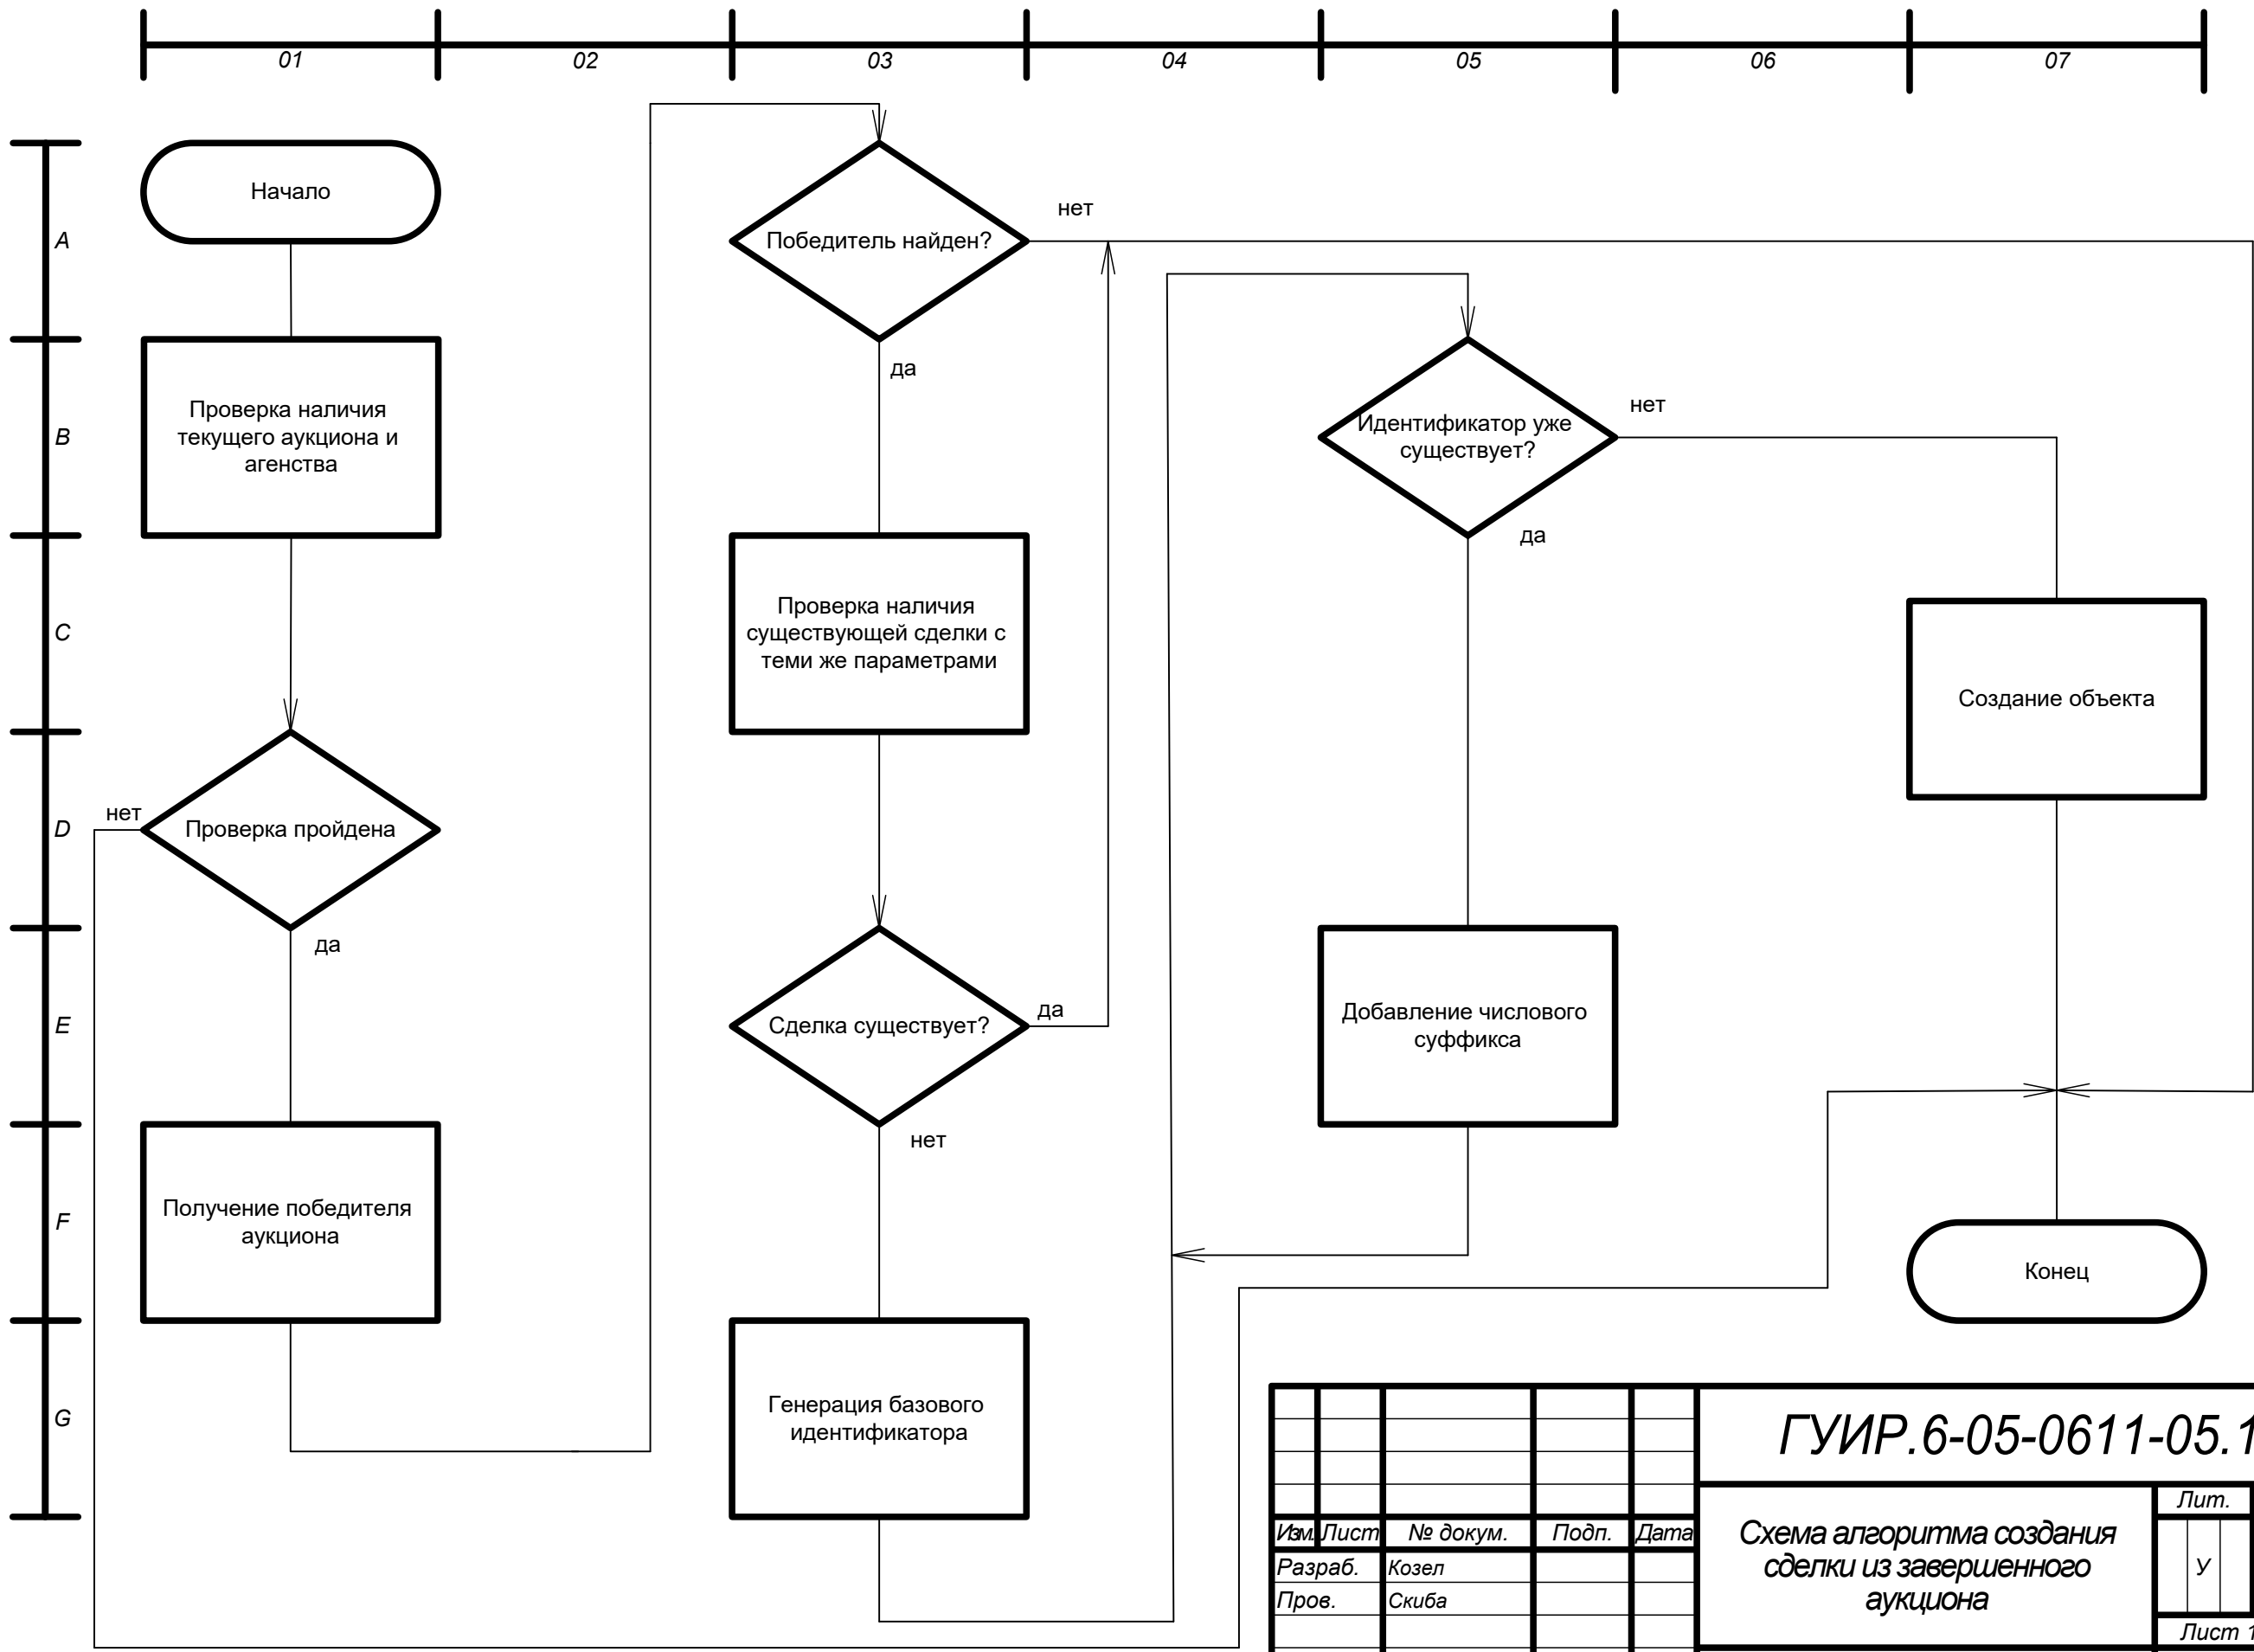 01 02 03 04 05 06 07
A
B
C
D
E
F
G
Начало
Проверка наличия
текущего аукциона и
агенства
Проверка пройдена
нет
да
Получение победителя
аукциона
Победитель найден?
нет
да
Проверка наличия
существующей сделки с
теми же параметрами
Сделка существует?
да
нет
Генерация базового
идентификатора
Идентификатор уже
существует?
нет
да
Добавление числового
суффикса
Создание объекта
Конец
ГУИР.6-05-0611-05.1
Изм. Лист № докум. Подп. Дата
Разраб. Козел
Пров. Скиба
Схема алгоритма создания
сделки из завершенного
аукциона
Лит.
У
Лист 1